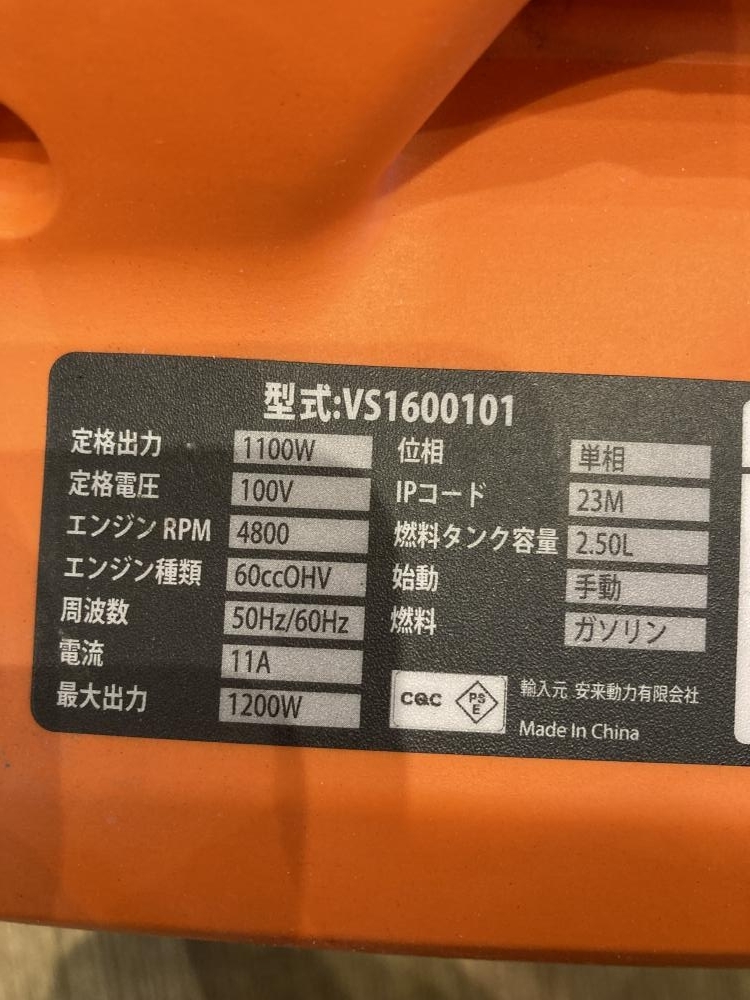 型式:VS1600101
定格出力 1100W
定格電圧 100V
エンジン RPM 4800
エンジン種類 60ccOHV
周波数 50Hz/60Hz
電流 11A
最大出力 1200W
位相 単相
IPコード 23M
燃料タンク容量 2.50L
始動 手動
燃料 ガソリン
CQC
PS
E
輸入元 安来動力有限会社
Made In China